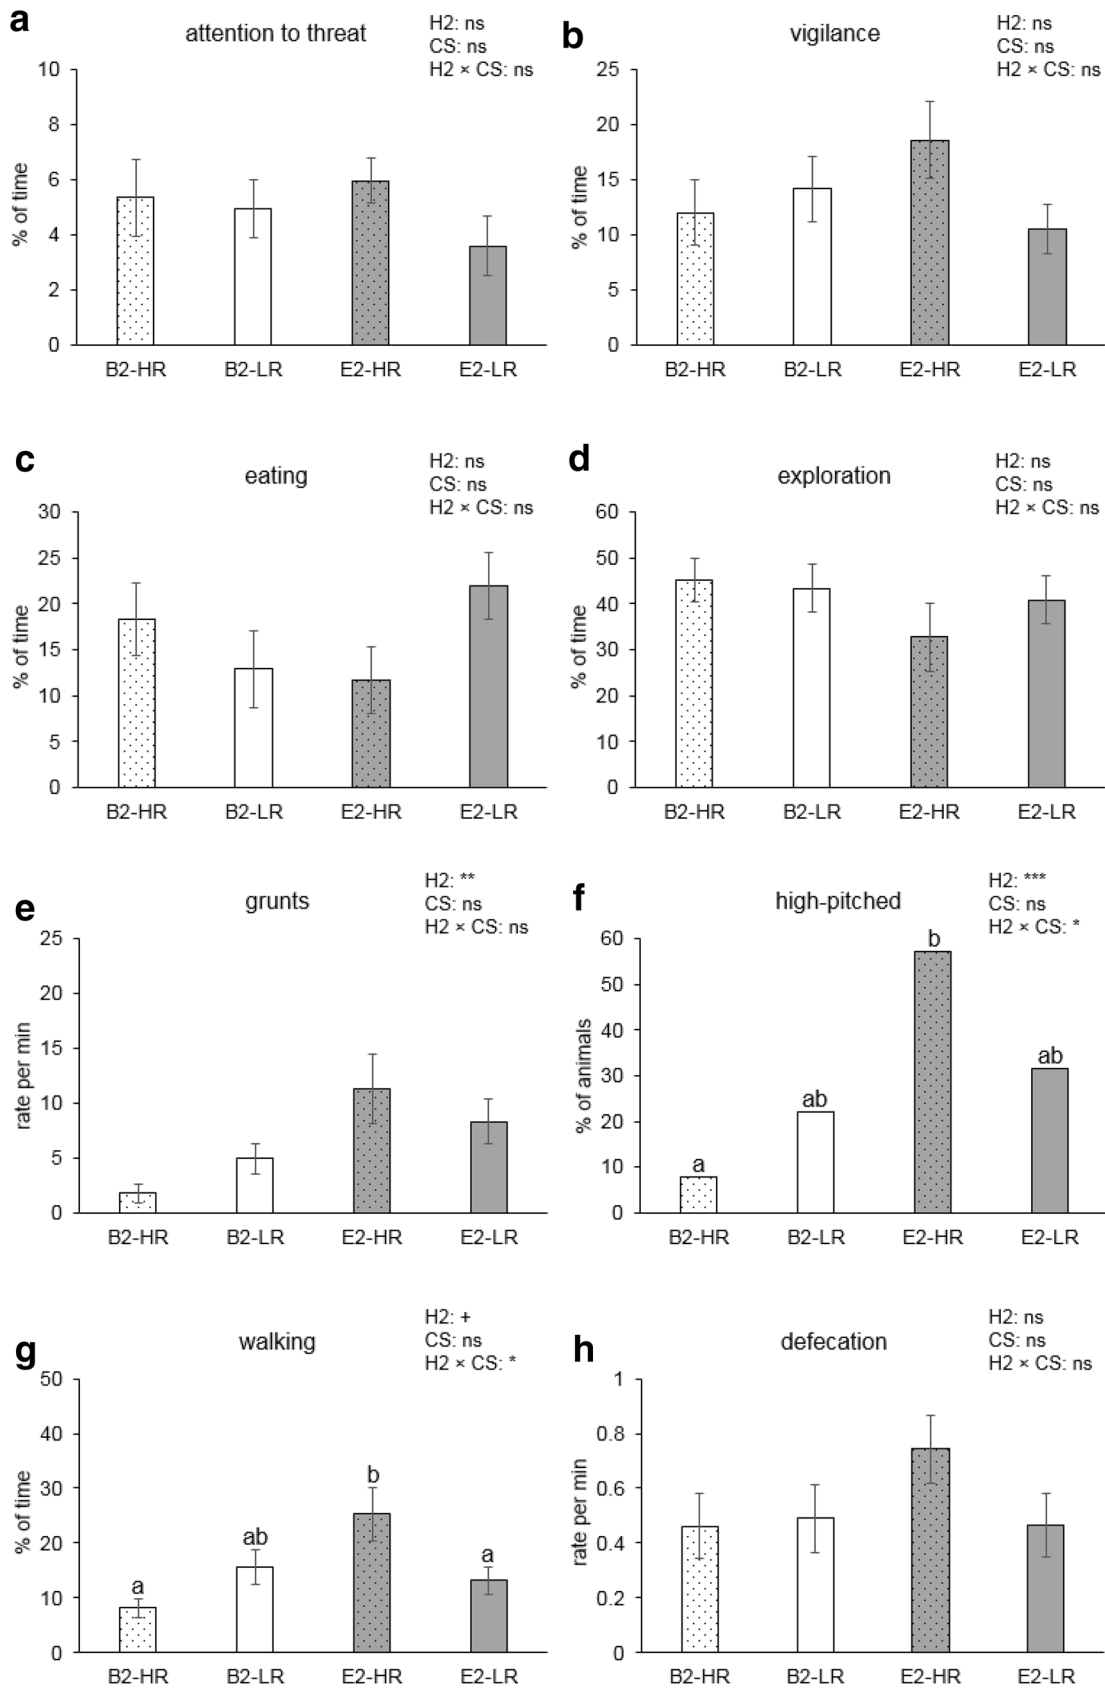 a
attention to threat
H2: ns
CS: ns
H2 × CS: ns
% of time
10
8
6
4
2
0
B2-HR B2-LR E2-HR E2-LR
b
vigilance
H2: ns
CS: ns
H2 × CS: ns
% of time
25
20
15
10
5
0
B2-HR B2-LR E2-HR E2-LR
c
eating
H2: ns
CS: ns
H2 × CS: ns
% of time
30
25
20
15
10
5
0
B2-HR B2-LR E2-HR E2-LR
d
exploration
H2: ns
CS: ns
H2 × CS: ns
% of time
60
50
40
30
20
10
0
B2-HR B2-LR E2-HR E2-LR
e
grunts
H2: **
CS: ns
H2 × CS: ns
rate per min
25
20
15
10
5
0
B2-HR B2-LR E2-HR E2-LR
f
high-pitched
H2: ***
CS: ns
H2 × CS: *
% of animals
60
50
40
30
20
10
0
a ab b ab
B2-HR B2-LR E2-HR E2-LR
g
walking
H2: +
CS: ns
H2 × CS: *
% of time
50
40
30
20
10
0
a ab b a
B2-HR B2-LR E2-HR E2-LR
h
defecation
H2: ns
CS: ns
H2 × CS: ns
rate per min
1
0.8
0.6
0.4
0.2
0
B2-HR B2-LR E2-HR E2-LR